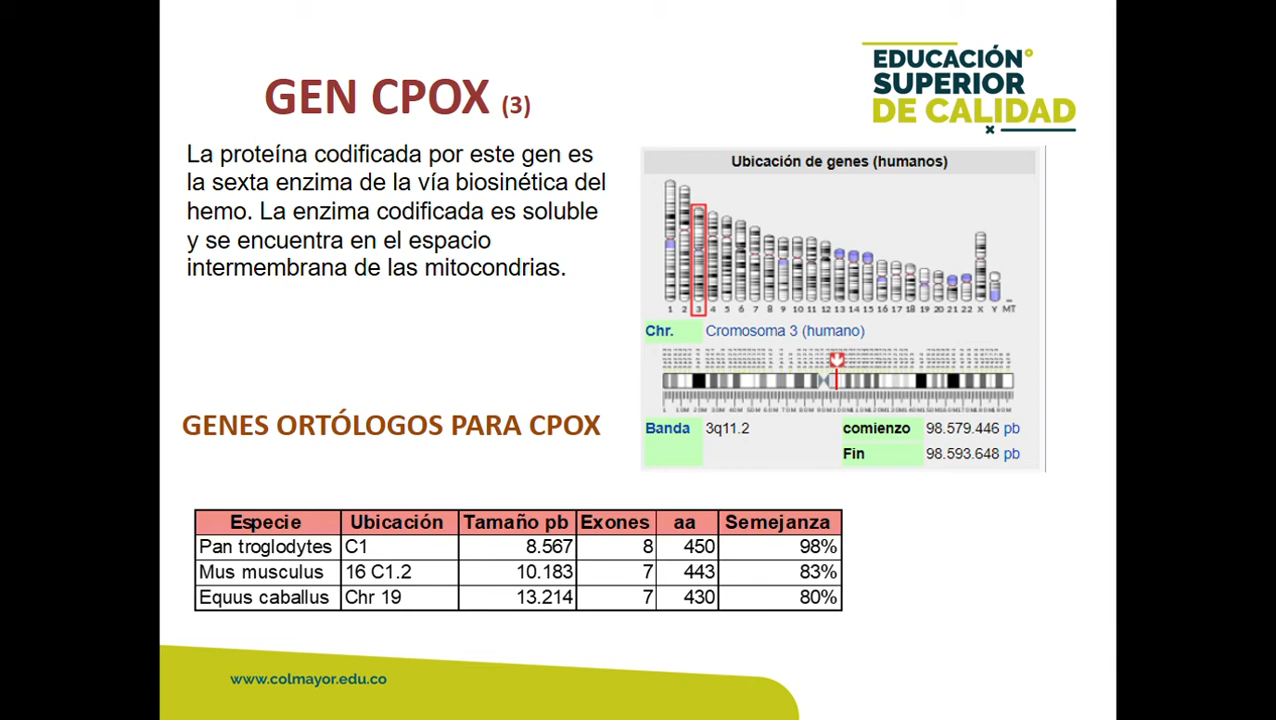 GEN CPOX (3)
EDUCACIÓN
SUPERIOR
DE CALIDAD
La proteína codificada por este gen es
la sexta enzima de la vía biosinética del
hemo. La enzima codificada es soluble
y se encuentra en el espacio
intermembrana de las mitocondrias.
Ubicación de genes (humanos)
1 2 3 4 5 6 7 8 9 10 11 12 13 14 15 16 17 18 19 20 21 22 X Y MT
Chr. Cromosoma 3 (humano)
Banda 3q11.2 comienzo 98.579.446 pb
Fin 98.593.648 pb
GENES ORTÓLOGOS PARA CPOX
Especie Ubicación Tamaño pb Exones aa Semejanza
Pan troglodytes C1 8.567 8 450 98%
Mus musculus 16 C1.2 10.183 7 443 83%
Equus caballus Chr 19 13.214 7 430 80%
www.colmayor.edu.co